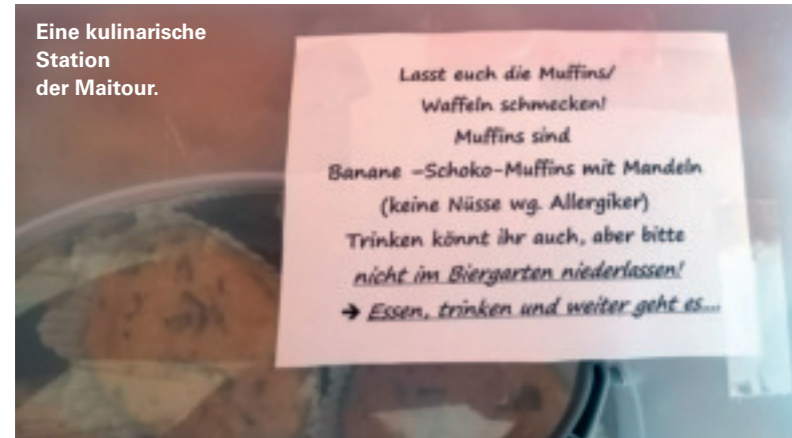 Eine kulinarische
Station
der Maitour.
Lasst euch die Muffins/
Waffeln schmecken!
Muffins sind
Banane -Schoko-Muffins mit Mandeln
(keine Nüsse wg. Allergiker)
Trinken könnt ihr auch, aber bitte
nicht im Biergarten niederlassen!
→ Essen, trinken und weiter geht es...